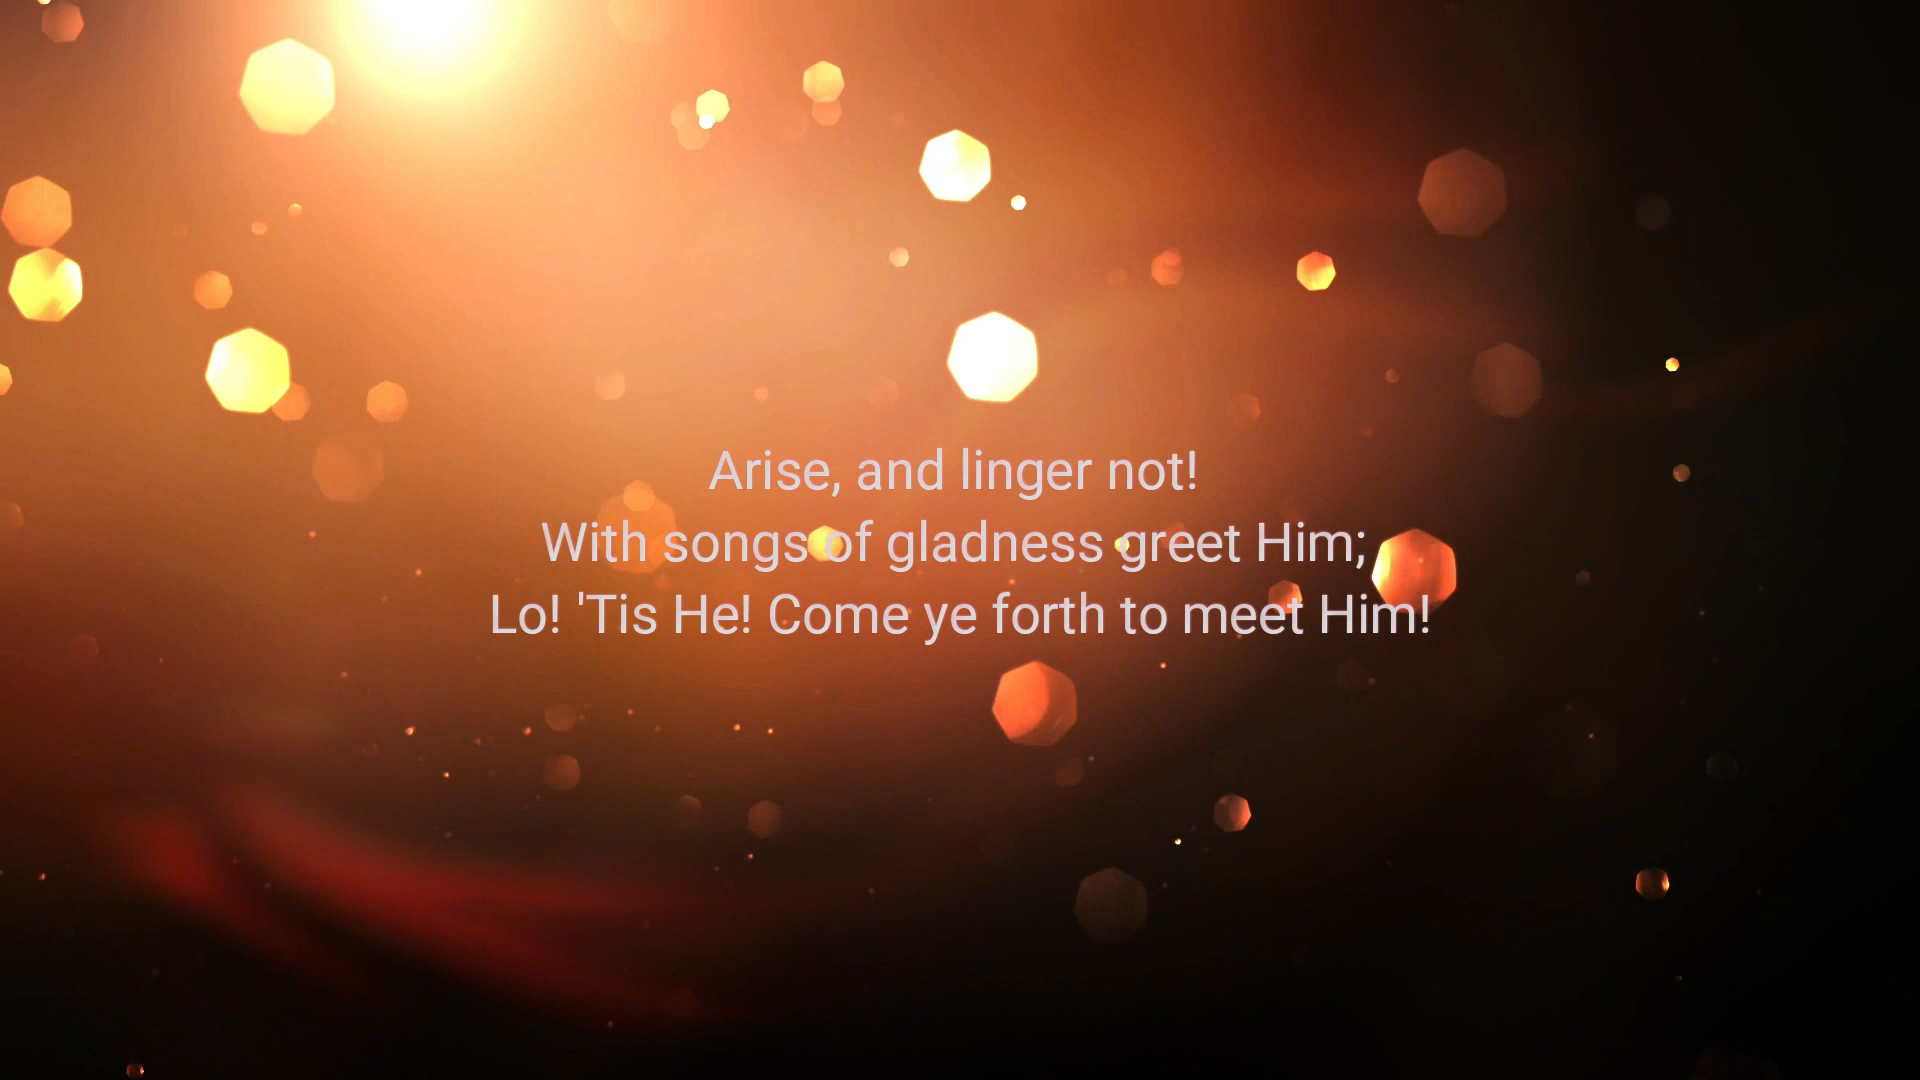 Arise, and linger not!
With songs of gladness greet Him;
Lo! 'Tis He! Come ye forth to meet Him!